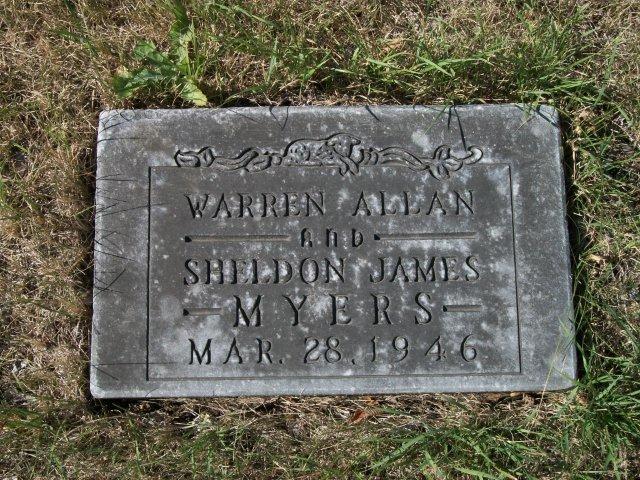 WARREN ALLAN
AND
SHELDON JAMES
MYERS
MAR. 28, 1946